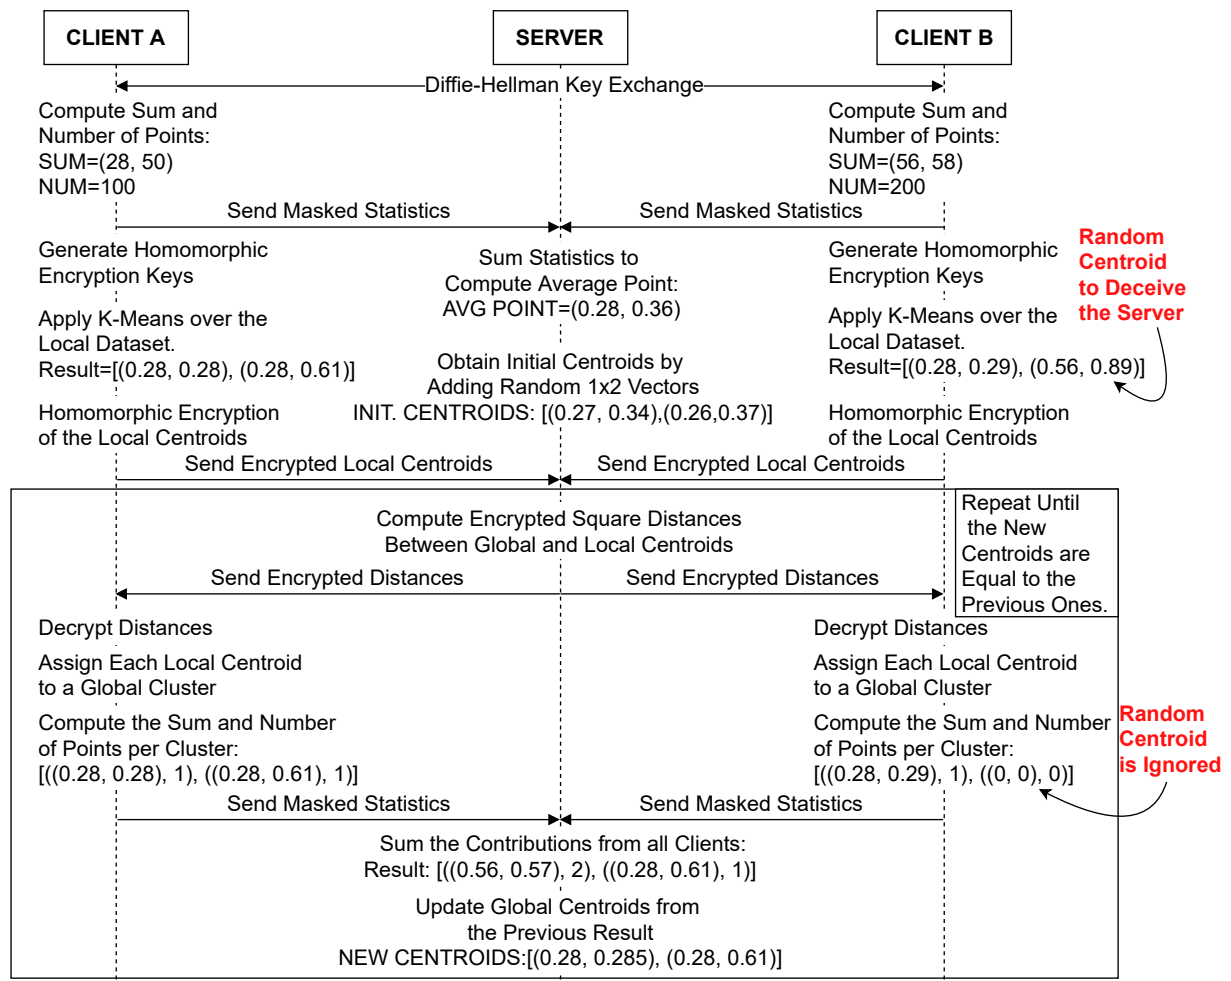 CLIENT A
SERVER
CLIENT B
Diffie-Hellman Key Exchange
Compute Sum and
Number of Points:
SUM=(28, 50)
NUM=100
Compute Sum and
Number of Points:
SUM=(56, 58)
NUM=200
Send Masked Statistics
Send Masked Statistics
Generate Homomorphic
Encryption Keys
Sum Statistics to
Compute Average Point:
AVG POINT=(0.28, 0.36)
Generate Homomorphic
Encryption Keys
Random
Centroid
to Deceive
the Server
Apply K-Means over the
Local Dataset.
Result=[(0.28, 0.28), (0.28, 0.61)]
Obtain Initial Centroids by
Adding Random 1x2 Vectors
INIT. CENTROIDS: [(0.27, 0.34),(0.26,0.37)]
Apply K-Means over the
Local Dataset.
Result=[(0.28, 0.29), (0.56, 0.89)]
Homomorphic Encryption
of the Local Centroids
Homomorphic Encryption
of the Local Centroids
Send Encrypted Local Centroids
Send Encrypted Local Centroids
Repeat Until
the New
Centroids are
Equal to the
Previous Ones.
Compute Encrypted Square Distances
Between Global and Local Centroids
Send Encrypted Distances
Send Encrypted Distances
Decrypt Distances
Decrypt Distances
Assign Each Local Centroid
to a Global Cluster
Assign Each Local Centroid
to a Global Cluster
Compute the Sum and Number
of Points per Cluster:
[((0.28, 0.28), 1), ((0.28, 0.61), 1)]
Compute the Sum and Number
of Points per Cluster:
[((0.28, 0.29), 1), ((0, 0), 0)]
Random
Centroid
is Ignored
Send Masked Statistics
Send Masked Statistics
Sum the Contributions from all Clients:
Result: [((0.56, 0.57), 2), ((0.28, 0.61), 1)]
Update Global Centroids from
the Previous Result
NEW CENTROIDS:[(0.28, 0.285), (0.28, 0.61)]